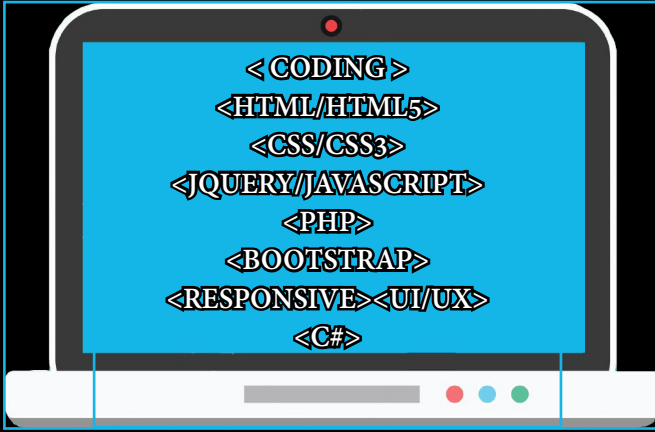 < CODING >
<HTML/HTML5>
<CSS/CSS3>
<JQUERY/JAVASCRIPT>
<PHP>
<BOOTSTRAP>
<RESPONSIVE><UI/UX>
<C#>